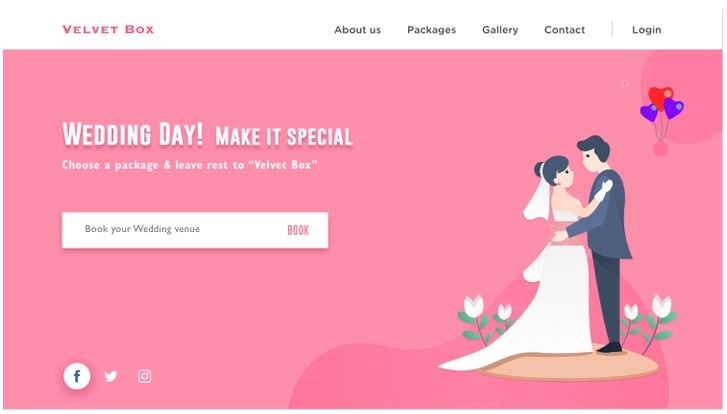 VELVET BOX
About us Packages Gallery Contact Login
WEDDING DAY! MAKE IT SPECIAL
Choose a package & leave rest to “Velvet Box”
Book your Wedding venue BOOK